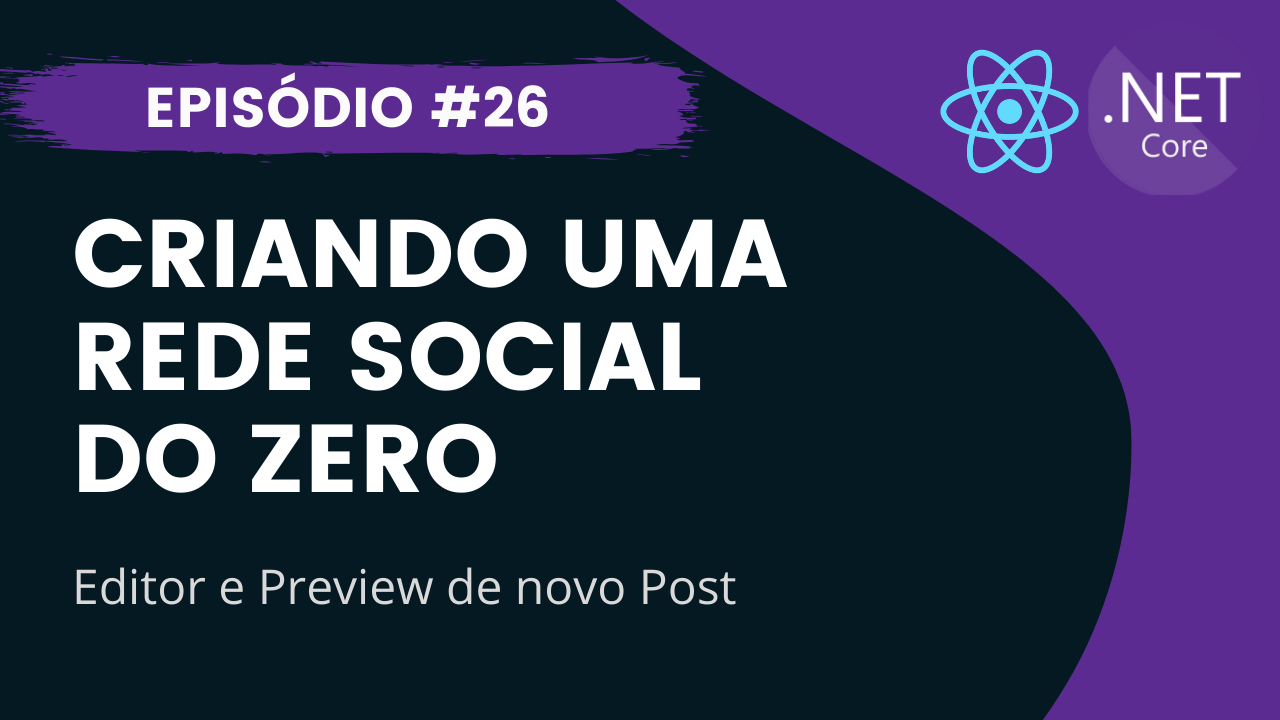 EPISÓDIO #26
.NET
Core
CRIANDO UMA
REDE SOCIAL
DO ZERO
Editor e Preview de novo Post